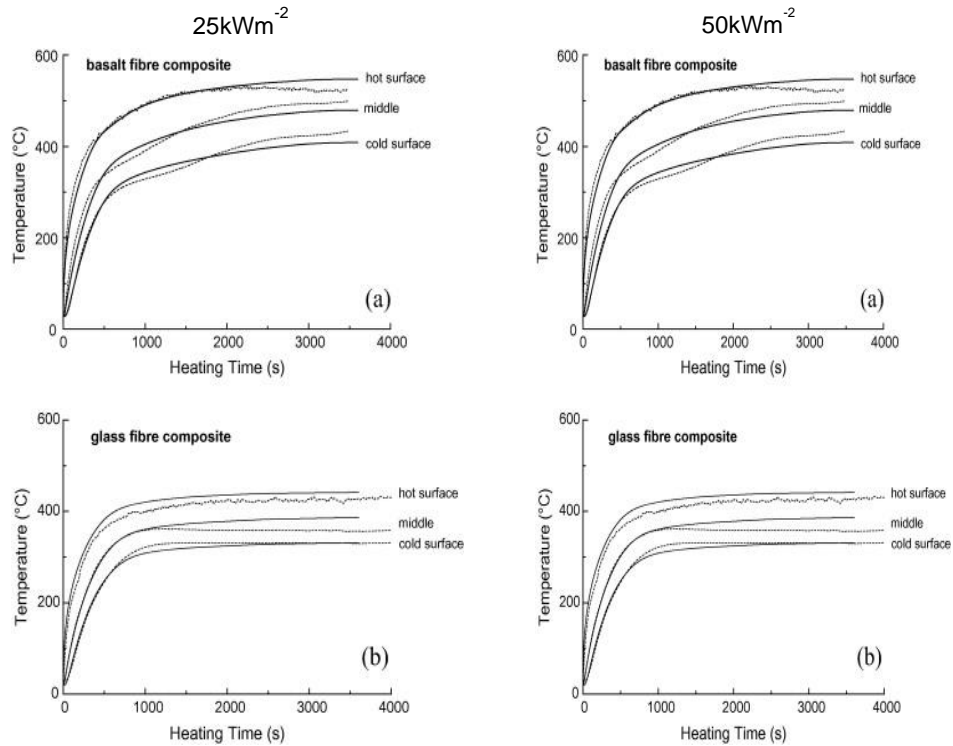 25kWm-2
50kWm-2
600
basalt fibre composite
hot surface
middle
cold surface
400
200
0
Temperature (°C)
(a)
0 1000 2000 3000 4000
Heating Time (s)
600
basalt fibre composite
hot surface
middle
cold surface
400
200
0
Temperature (°C)
(a)
0 1000 2000 3000 4000
Heating Time (s)
600
glass fibre composite
hot surface
middle
cold surface
400
200
0
Temperature (°C)
(b)
0 1000 2000 3000 4000
Heating Time (s)
600
glass fibre composite
hot surface
middle
cold surface
400
200
0
Temperature (°C)
(b)
0 1000 2000 3000 4000
Heating Time (s)